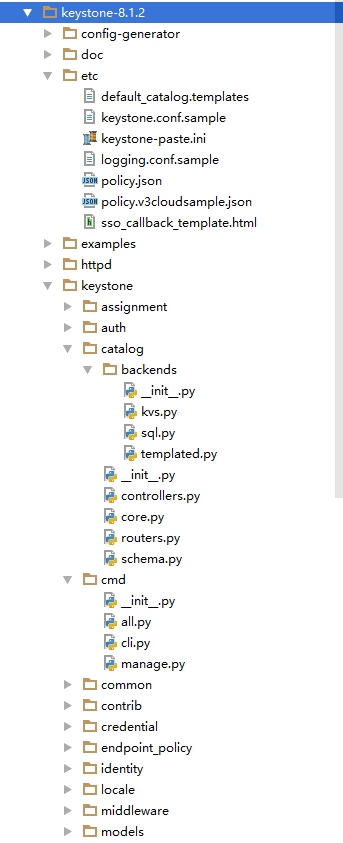 keystone-8.1.2
config-generator
doc
etc
default_catalog.templates
keystone.conf.sample
keystone-paste.ini
logging.conf.sample
policy.json
policy.v3cloudsample.json
sso_callback_template.html
examples
httpd
keystone
assignment
auth
catalog
backends
__init__.py
kvs.py
sql.py
templated.py
__init__.py
controllers.py
core.py
routers.py
schema.py
cmd
__init__.py
all.py
cli.py
manage.py
common
contrib
credential
endpoint_policy
identity
locale
middleware
models